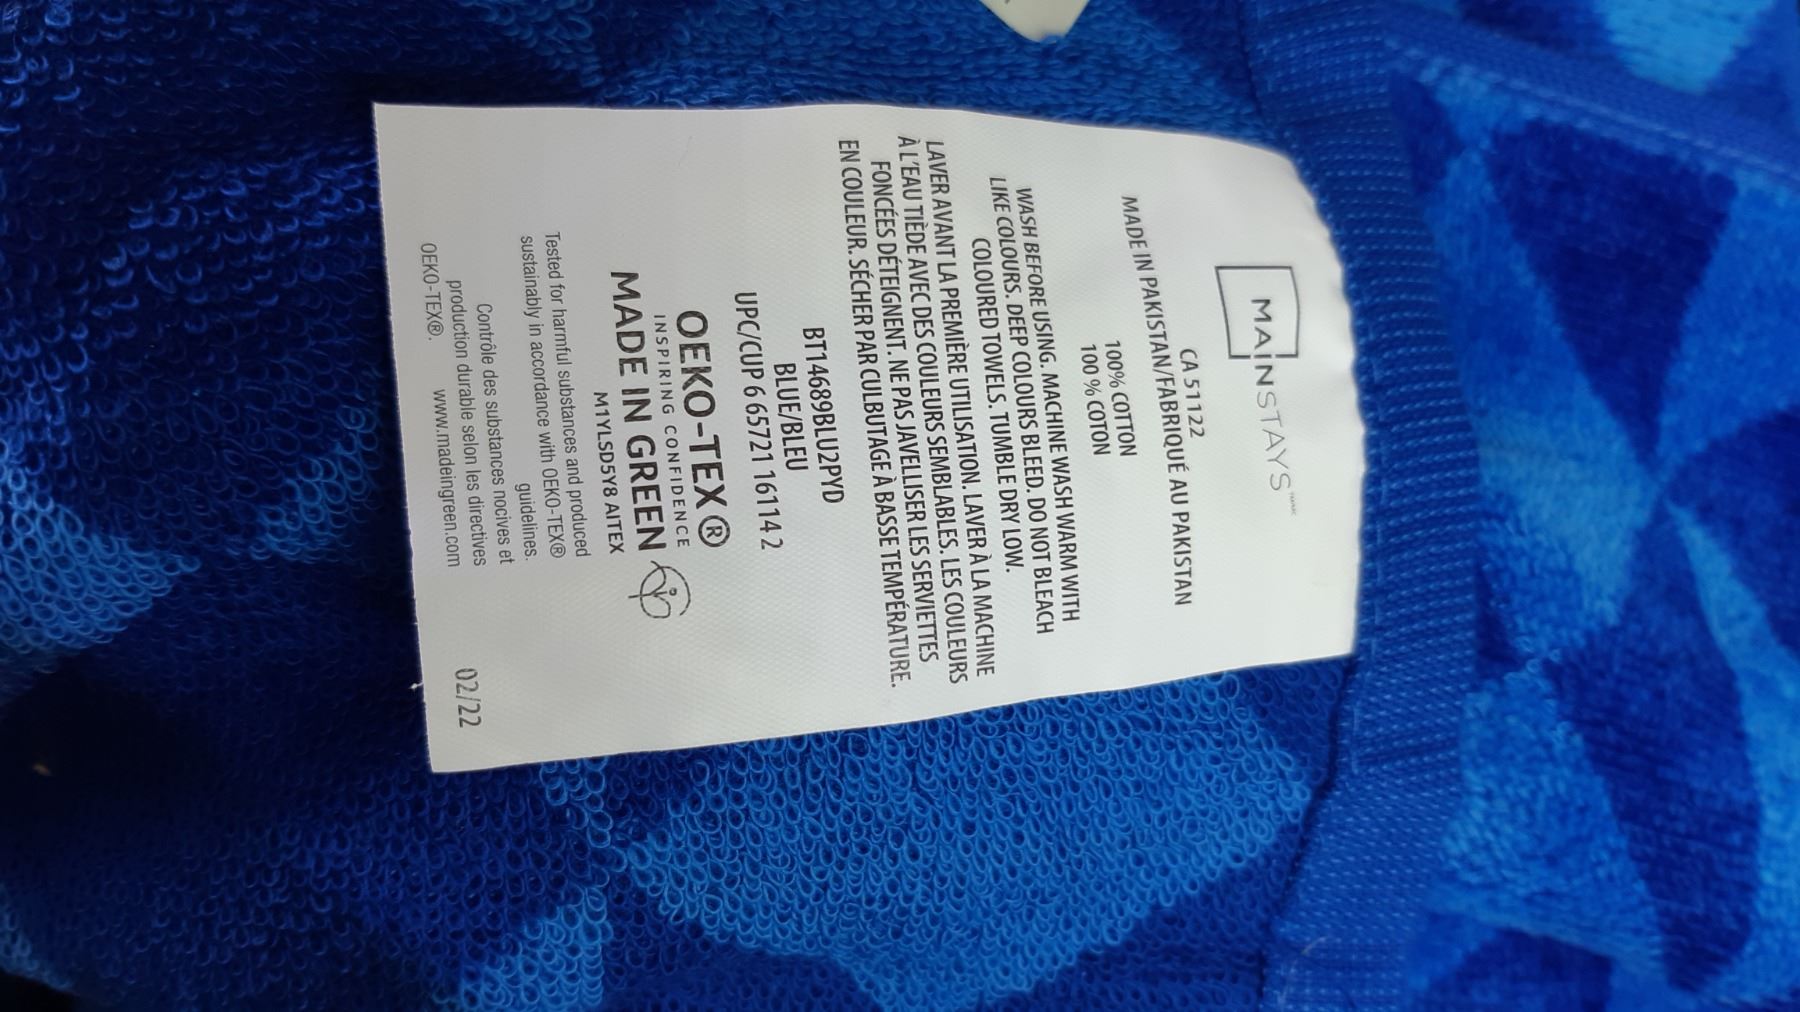 MAINSTAYS
CA 51122
MADE IN PAKISTAN/FABRIQUÉ AU PAKISTAN
100% COTTON
100 % COTON
WASH BEFORE USING. MACHINE WASH WARM WITH
LIKE COLOURS. DEEP COLOURS BLEED. DO NOT BLEACH
COLOURED TOWELS. TUMBLE DRY LOW.
LAVER AVANT LA PREMIÈRE UTILISATION. LAVER À LA MACHINE
À L'EAU TIÈDE AVEC DES COULEURS SEMBLABLES. LES COULEURS
FONCÉES DÉTEIGNENT. NE PAS JAVELLISER LES SERVIETTES
EN COULEUR. SÉCHER PAR CULBUTAGE À BASSE TEMPÉRATURE.
BT14689BLU2PYD
BLUE/BLEU
UPC/CUP 6 65721 16114 2
OEKO-TEX®
INSPIRING CONFIDENCE
MADE IN GREEN
M1YLSD5Y8 AITEX
Tested for harmful substances and produced
sustainably in accordance with OEKO-TEX®
guidelines.
Contrôle des substances nocives et
production durable selon les directives
OEKO-TEX®. www.madeingreen.com
02/22